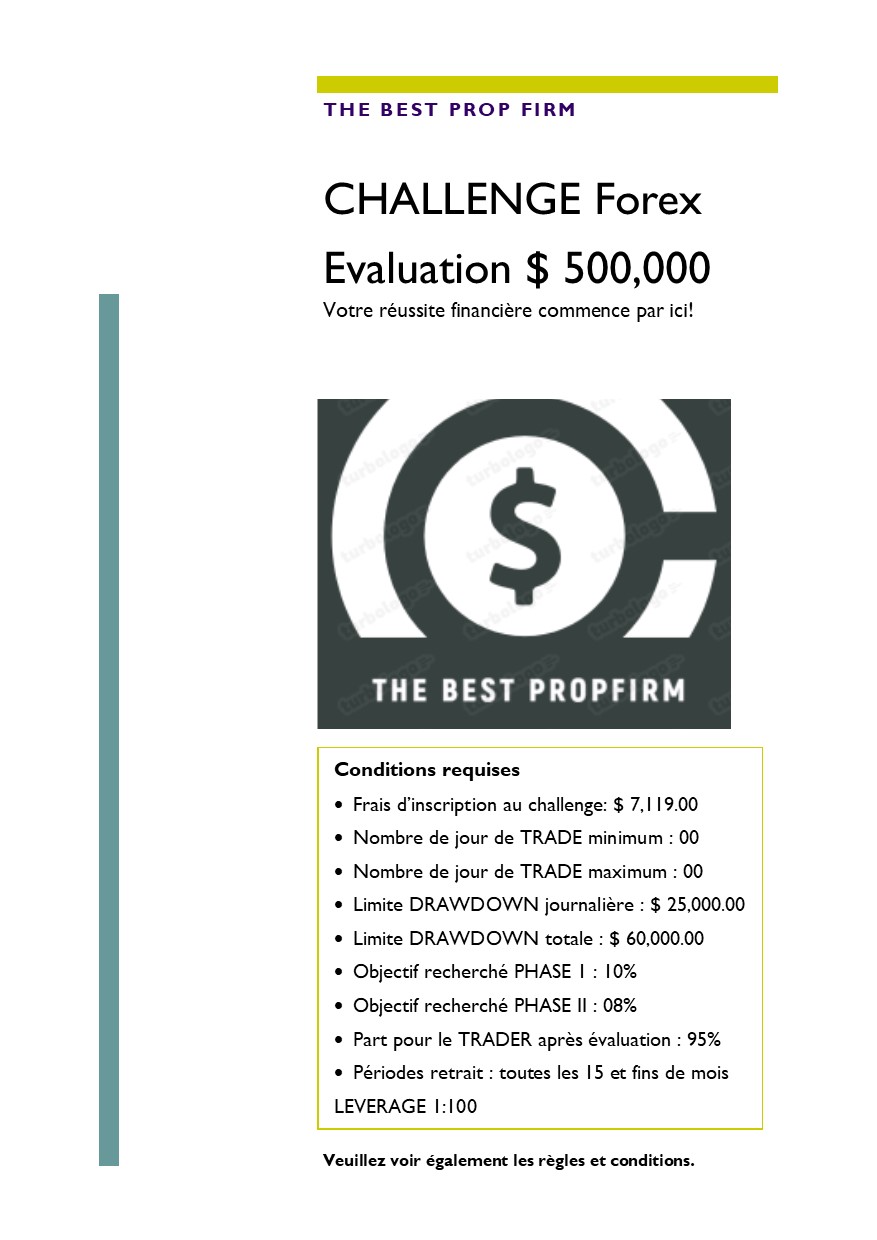 THE BEST PROP FIRM
CHALLENGE Forex
Evaluation $ 500,000
Votre réussite financière commence par ici!
$
THE BEST PROPFIRM
Conditions requises
• Frais d’inscription au challenge: $ 7,119.00
• Nombre de jour de TRADE minimum : 00
• Nombre de jour de TRADE maximum : 00
• Limite DRAWDOWN journalière : $ 25,000.00
• Limite DRAWDOWN totale : $ 60,000.00
• Objectif recherché PHASE I : 10%
• Objectif recherché PHASE II : 08%
• Part pour le TRADER après évaluation : 95%
• Périodes retrait : toutes les 15 et fins de mois
LEVERAGE 1:100
Veuillez voir également les règles et conditions.